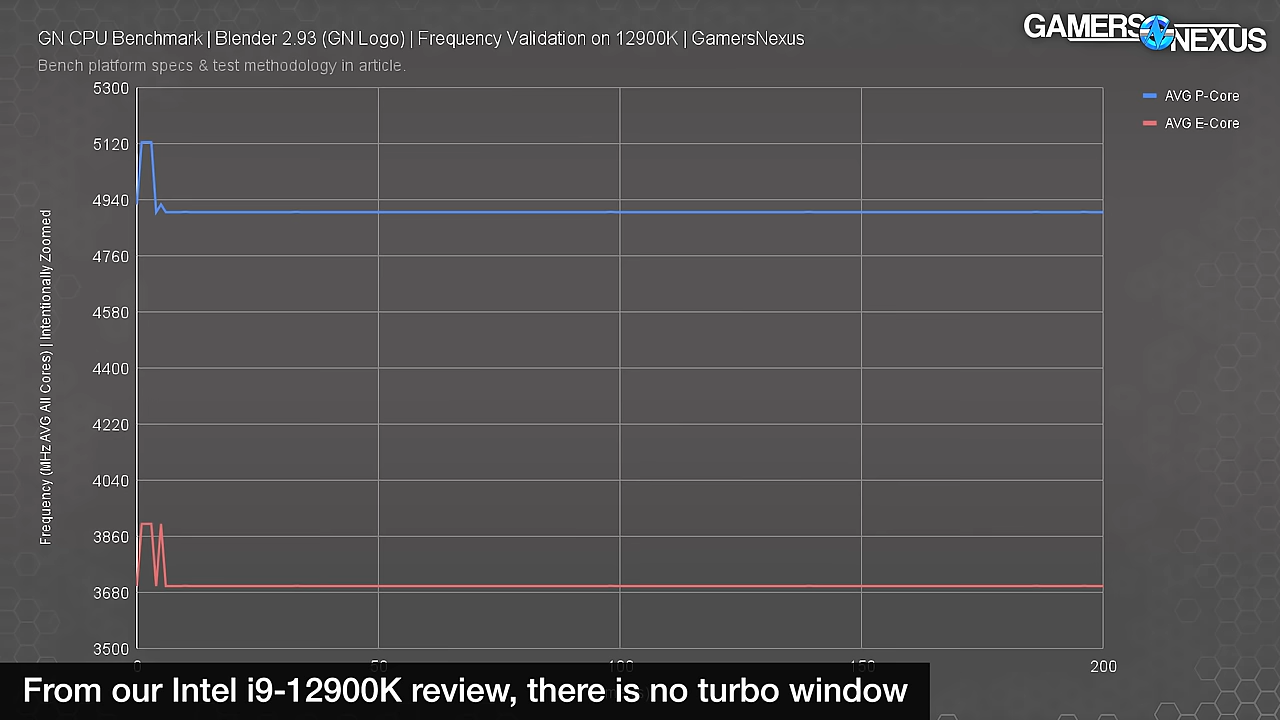 GN CPU Benchmark | Blender 2.93 (GN Logo) | Frequency Validation on 12900K | GamersNexus
Bench platform specs & test methodology in article.
GAMERS NEXUS
AVG P-Core
AVG E-Core
Frequency (MHz AVG All Cores) | Intentionally Zoomed
5300
5120
4940
4760
4580
4400
4220
4040
3860
3680
3500
0 50 100 150 200
From our Intel i9-12900K review, there is no turbo window